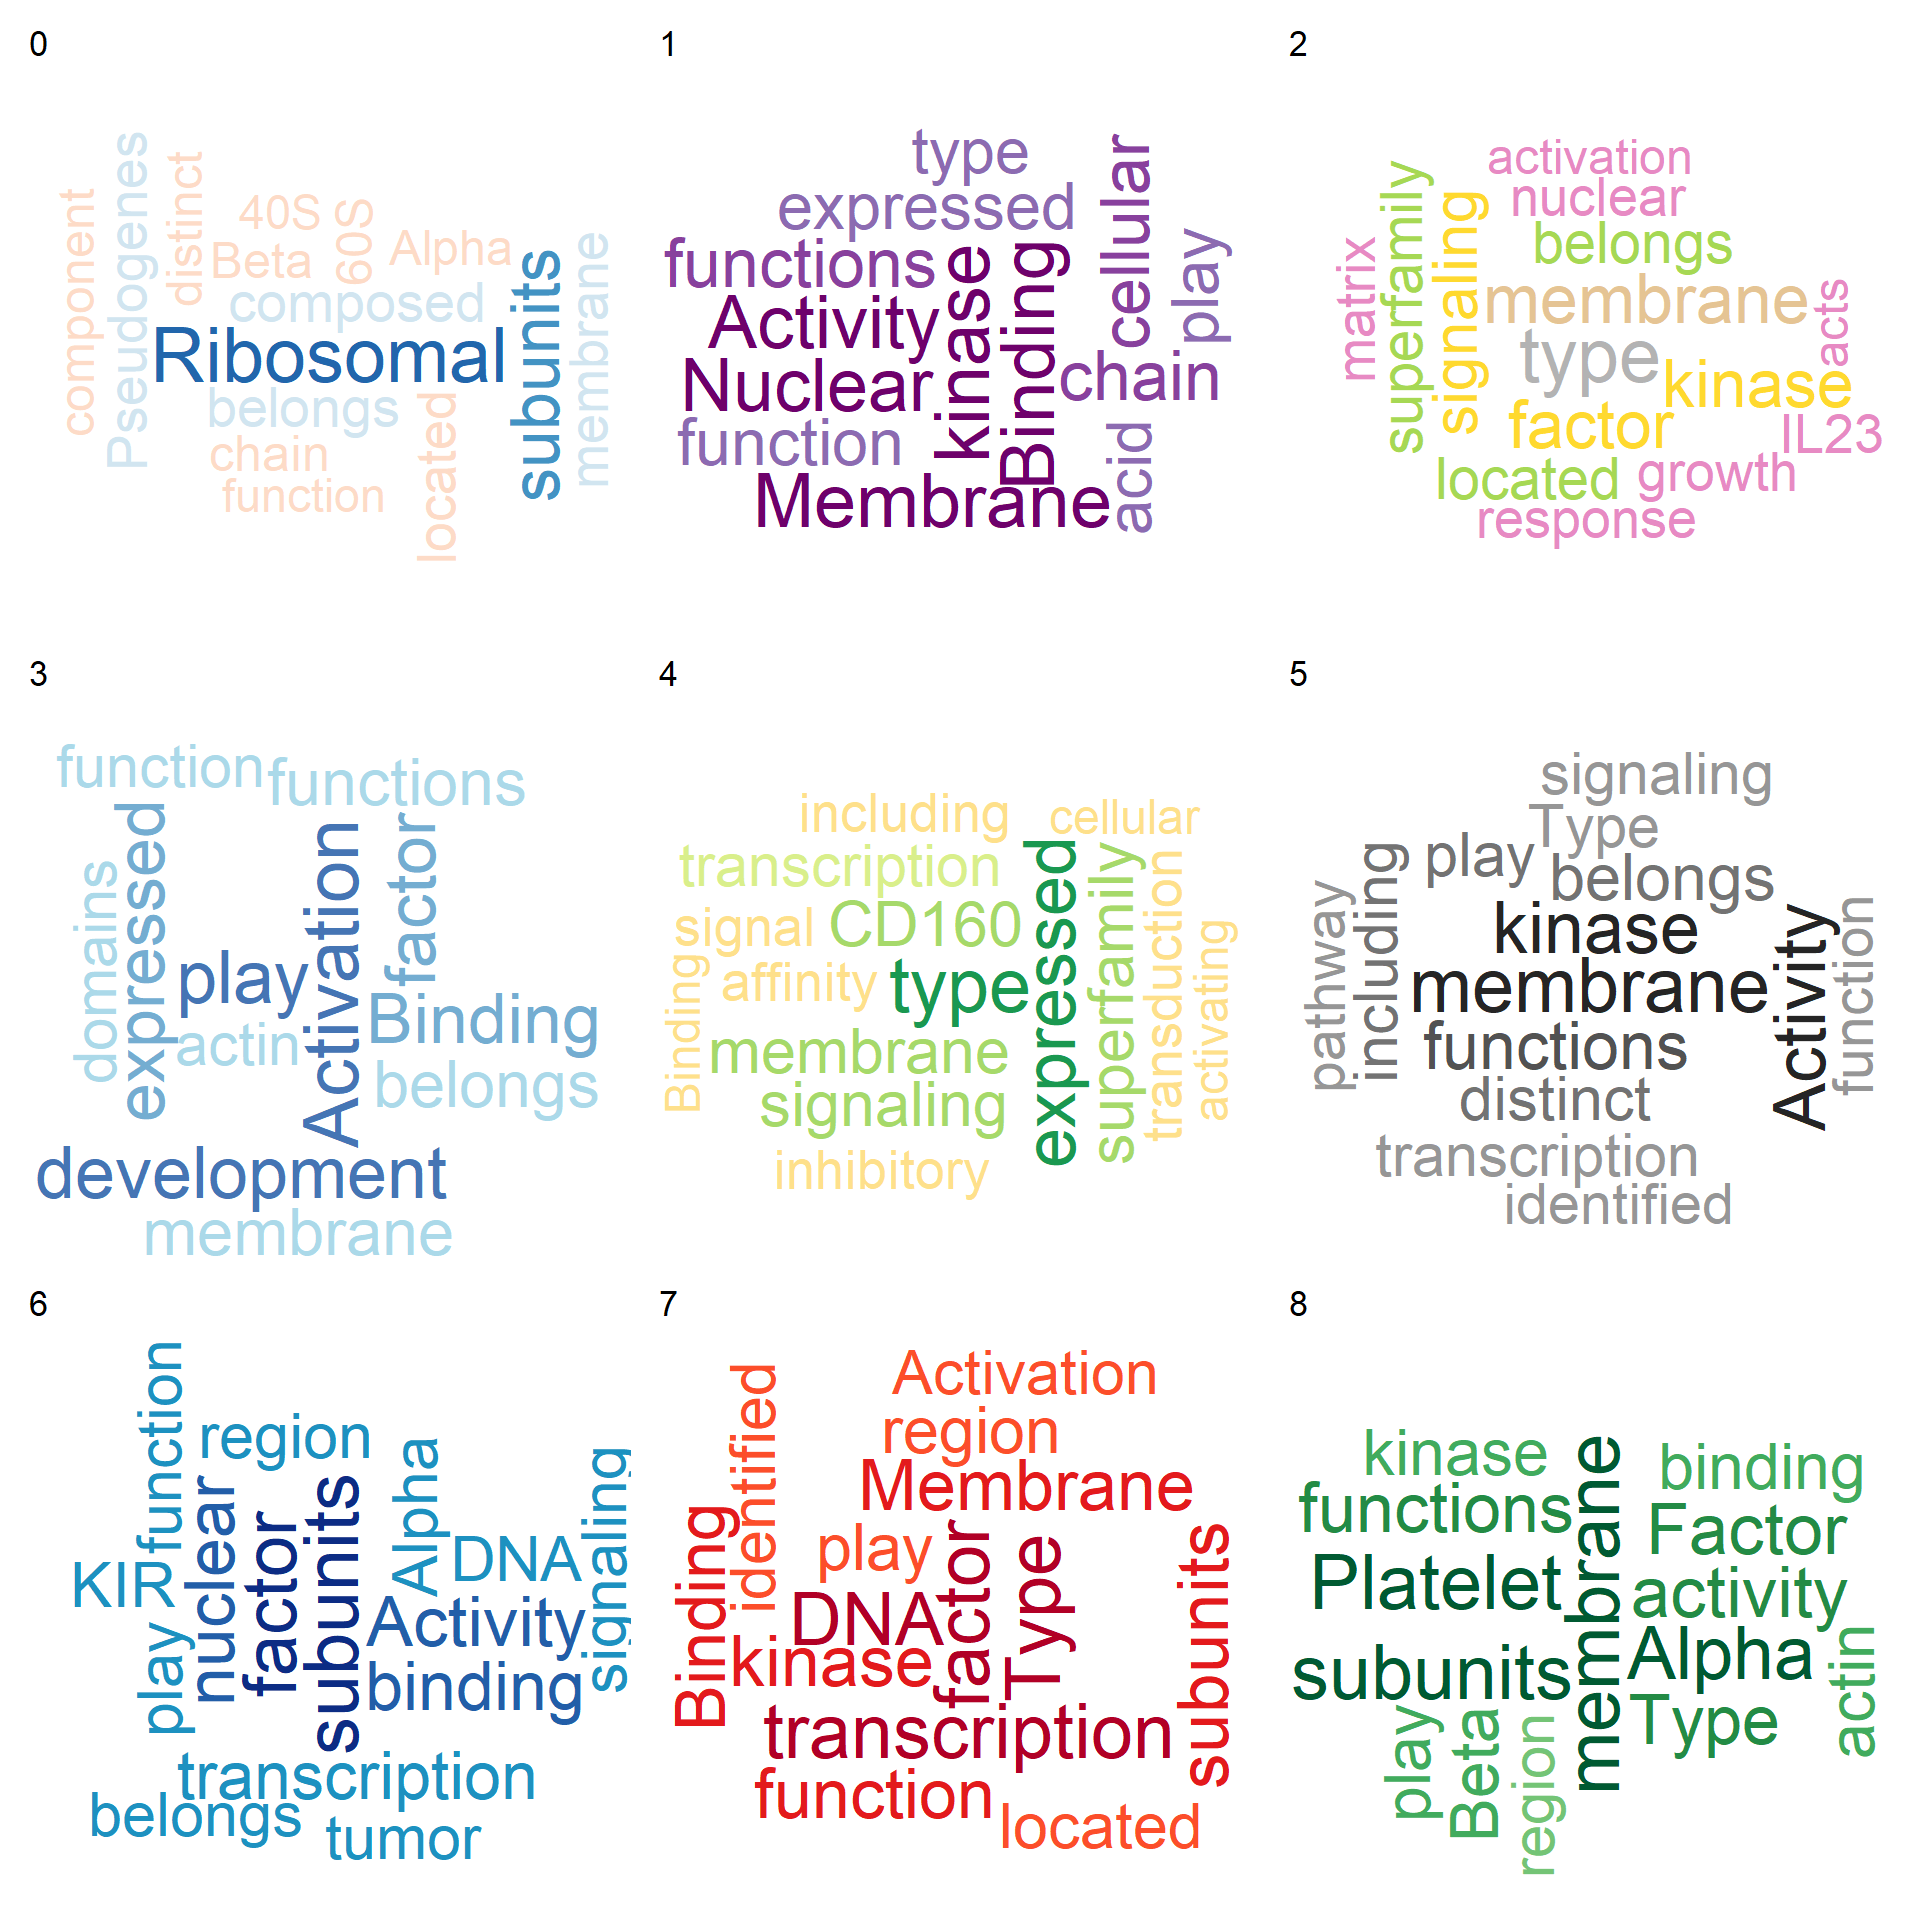 0
component
Pseudogenes
distinct
40S
60S
Beta
Alpha
composed
Ribosomal
subunits
membrane
belongs
chain
located
function
1
type
expressed
cellular
functions
play
Activity
kinase
Binding
Nuclear
chain
function
acid
Membrane
2
activation
nuclear
superfamily
signaling
belongs
matrix
membrane
acts
type
kinase
factor
IL23
located
growth
response
3
function
functions
expressed
Activation
factor
domains
play
Binding
actin
belongs
development
membrane
4
including
cellular
transcription
expressed
superfamily
transduction
signal
CD160
activating
Binding
affinity
type
membrane
signaling
inhibitory
5
signaling
Type
play
belongs
including
pathway
kinase
Activity
function
membrane
functions
distinct
transcription
identified
6
function
region
nuclear
factor
subunits
Alpha
signaling
DNA
KIR
Activity
play
binding
transcription
belongs
tumor
7
Activation
identified
region
Membrane
Binding
play
factor
Type
subunits
DNA
kinase
transcription
function
located
8
kinase
membrane
binding
functions
Factor
Platelet
activity
subunits
Alpha
actin
play
Beta
Type
region